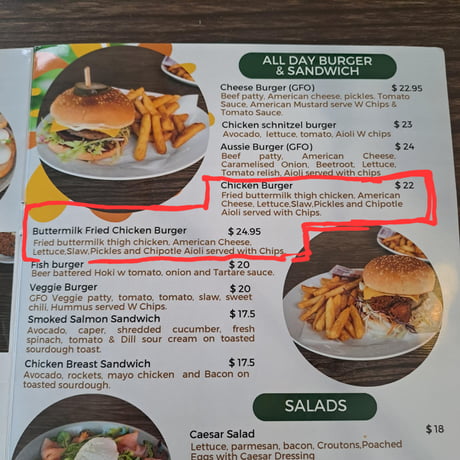 ALL DAY BURGER
& SANDWICH
Cheese Burger (GFO) $ 22.95
Beef patty, American cheese, pickles, Tomato
Sauce, American Mustard serve W Chips &
Tomato Sauce.
Chicken schnitzel burger $ 23
Avocado, lettuce, tomato, Aioli W chips
Aussie Burger (GFO) $ 24
Beef patty, American Cheese,
Caramelised Onion, Beetroot, Lettuce,
Tomato relish, Aioli served with chips
Chicken Burger $ 22
Fried buttermilk thigh chicken, American
Cheese, Lettuce,Slaw,Pickles and Chipotle
Aioli served with Chips.
Buttermilk Fried Chicken Burger $ 24.95
Fried buttermilk thigh chicken, American Cheese,
Lettuce,Slaw,Pickles and Chipotle Aioli served with Chips.
Fish burger $ 20
Beer battered Hoki w tomato, onion and Tartare sauce.
Veggie Burger $ 20
GFO Veggie patty, tomato, tomato, slaw, sweet
chili, Hummus served W Chips.
Smoked Salmon Sandwich $ 17.5
Avocado, caper, shredded cucumber, fresh
spinach, tomato & Dill sour cream on toasted
sourdough toast.
Chicken Breast Sandwich $ 17.5
Avocado, rockets, mayo chicken and Bacon on
toasted sourdough.
SALADS
Caesar Salad $ 18
Lettuce, parmesan, bacon, Croutons,Poached
Eggs with Caesar Dressing